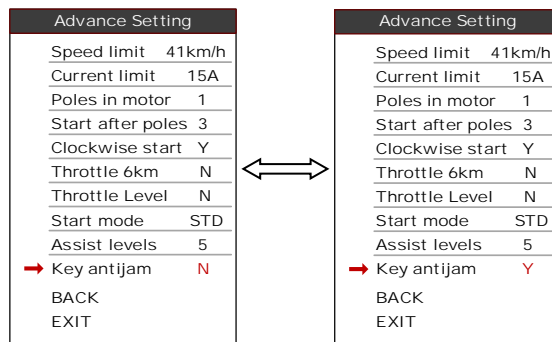 Advance Setting
Speed limit 41km/h
Current limit 15A
Poles in motor 1
Start after poles 3
Clockwise start Y
Throttle 6km N
Throttle Level N
Start mode STD
Assist levels 5
Key antijam N
BACK
EXIT
Advance Setting
Speed limit 41km/h
Current limit 15A
Poles in motor 1
Start after poles 3
Clockwise start Y
Throttle 6km N
Throttle Level N
Start mode STD
Assist levels 5
Key antijam Y
BACK
EXIT